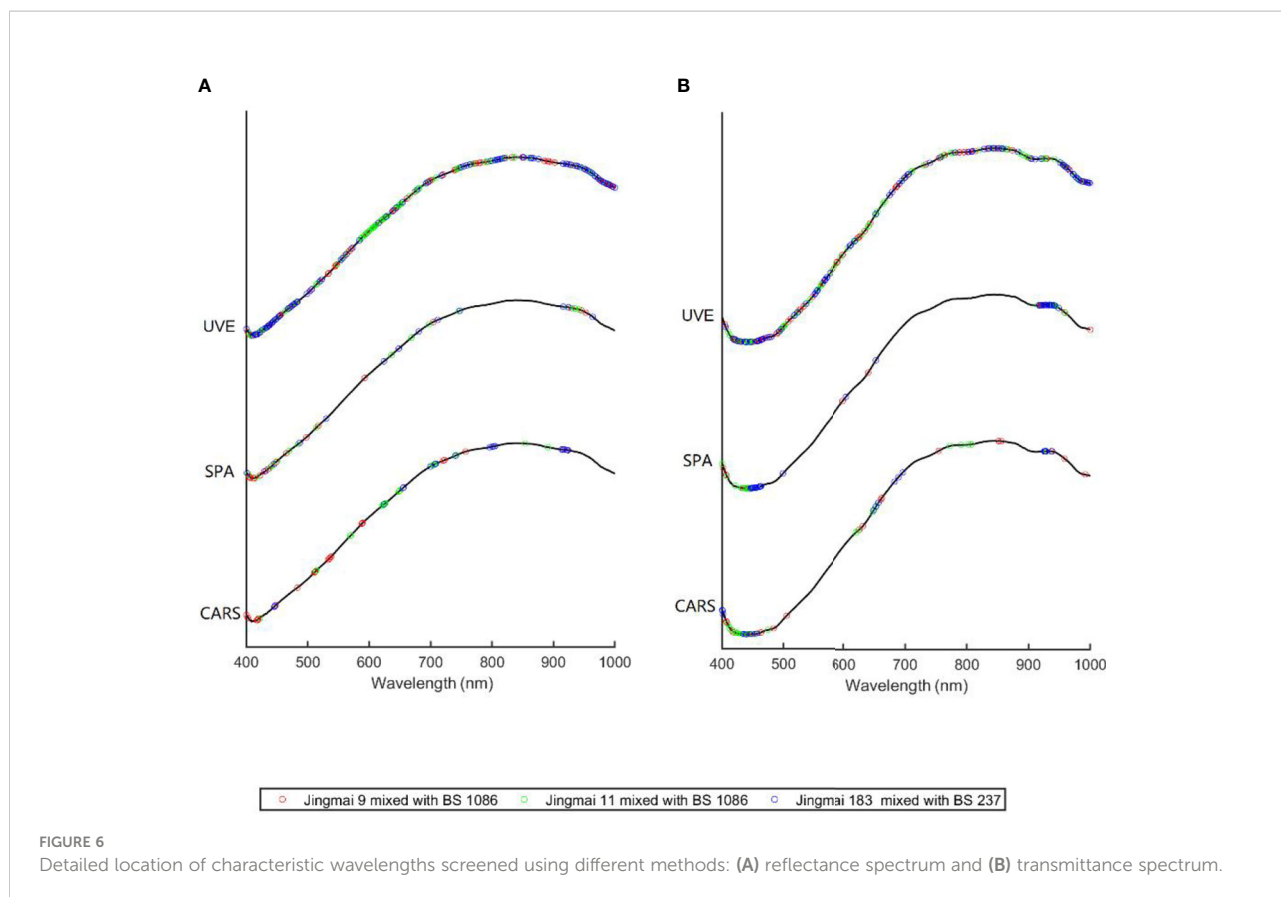 A
B
UVE
SPA
CARS
400 500 600 700 800 900 1000
Wavelength (nm)
UVE
SPA
CARS
400 500 600 700 800 900 1000
Wavelength (nm)
Jingmai 9 mixed with BS 1086 Jingmai 11 mixed with BS 1086 Jingmai 183 mixed with BS 237
FIGURE 6
Detailed location of characteristic wavelengths screened using different methods: (A) reflectance spectrum and (B) transmittance spectrum.